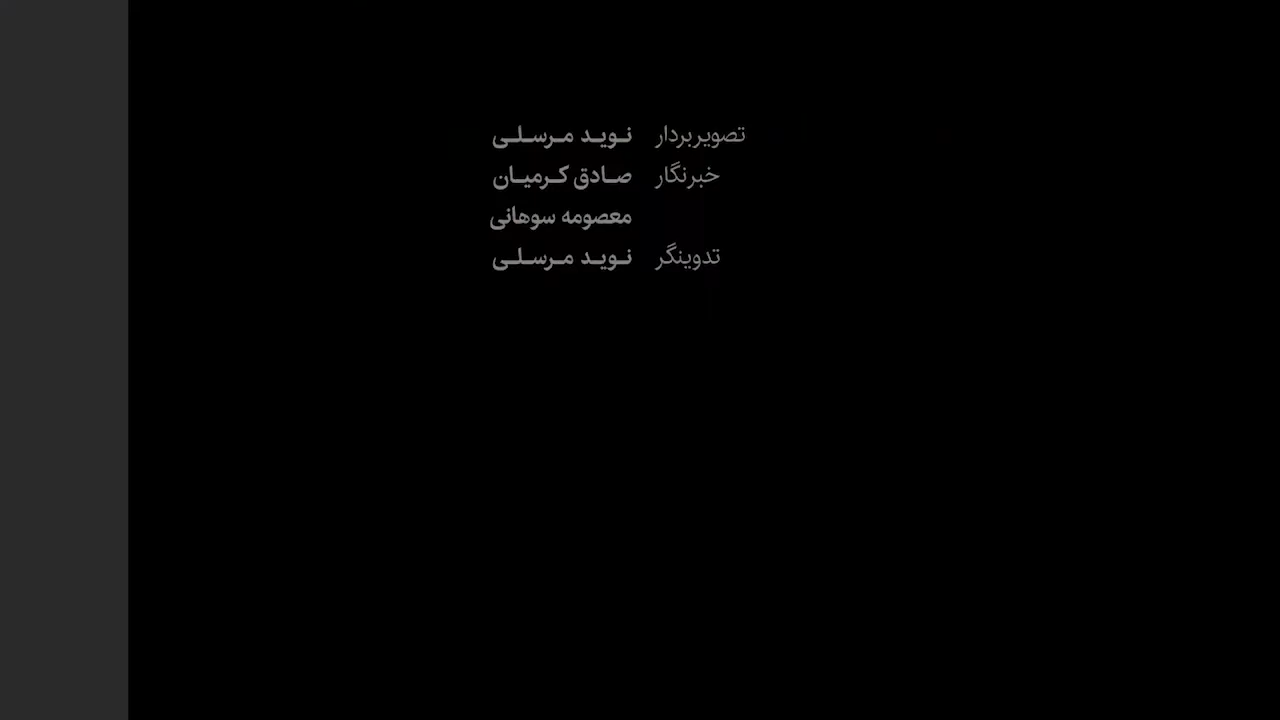 تصویربردار نوید مرسلی
خبرنگار صادق کرمیان
معصومه سوهانی
تدوینگر نوید مرسلی